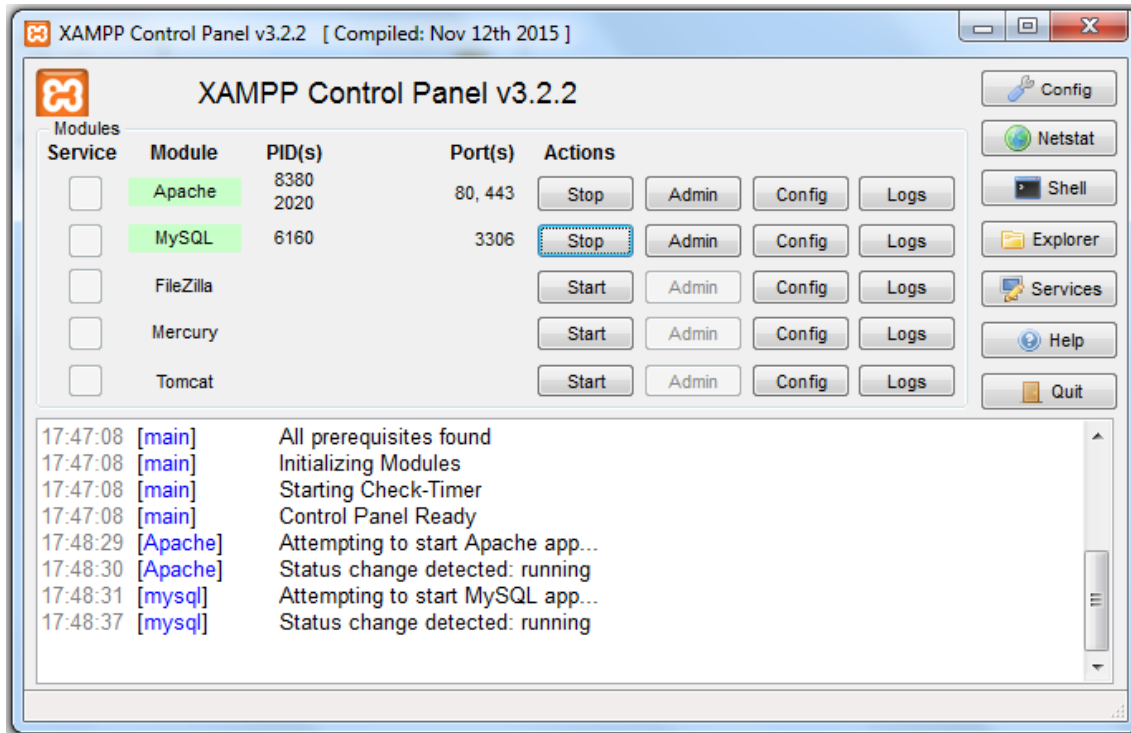 XAMPP Control Panel v3.2.2 [ Compiled: Nov 12th 2015 ]
XAMPP Control Panel v3.2.2
Modules
Service Module PID(s) Port(s) Actions
Apache 8380 2020 80, 443 Stop Admin Config Logs
MySQL 6160 3306 Stop Admin Config Logs
FileZilla Start Admin Config Logs
Mercury Start Admin Config Logs
Tomcat Start Admin Config Logs
Config
Netstat
Shell
Explorer
Services
Help
Quit
17:47:08 [main] All prerequisites found
17:47:08 [main] Initializing Modules
17:47:08 [main] Starting Check-Timer
17:47:08 [main] Control Panel Ready
17:48:29 [Apache] Attempting to start Apache app...
17:48:30 [Apache] Status change detected: running
17:48:31 [mysql] Attempting to start MySQL app...
17:48:37 [mysql] Status change detected: running